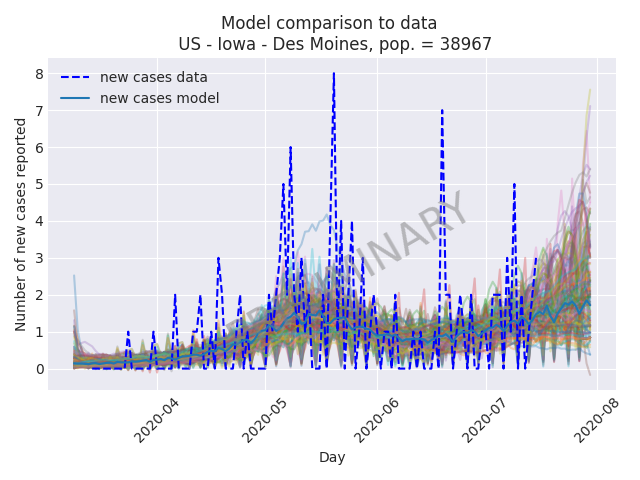 Model comparison to data
US - Iowa - Des Moines, pop. = 38967
new cases data
new cases model
Number of new cases reported
8
7
6
5
4
3
2
1
0
2020-04
2020-05
2020-06
2020-07
2020-08
Day